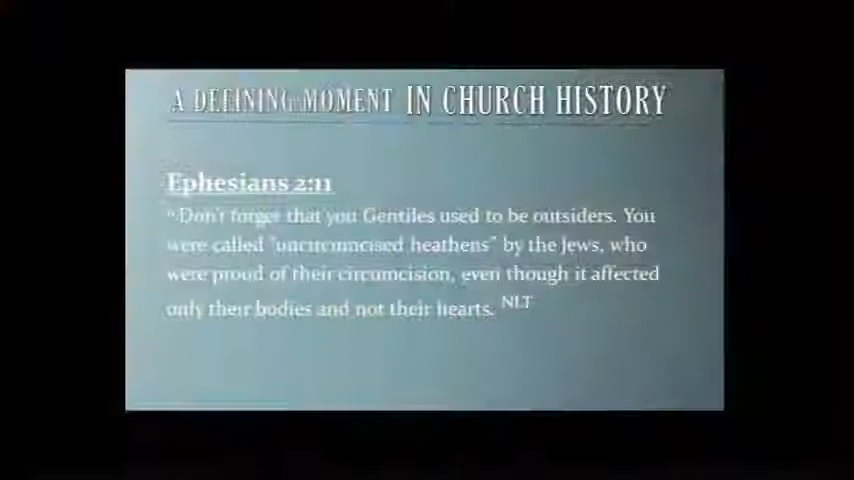 A DEFINING MOMENT IN CHURCH HISTORY
Ephesians 2:11
"Don't forget that you Gentiles used to be outsiders. You
were called "uncircumcised heathens" by the Jews, who
were proud of their circumcision, even though it affected
only their bodies and not their hearts. NLT